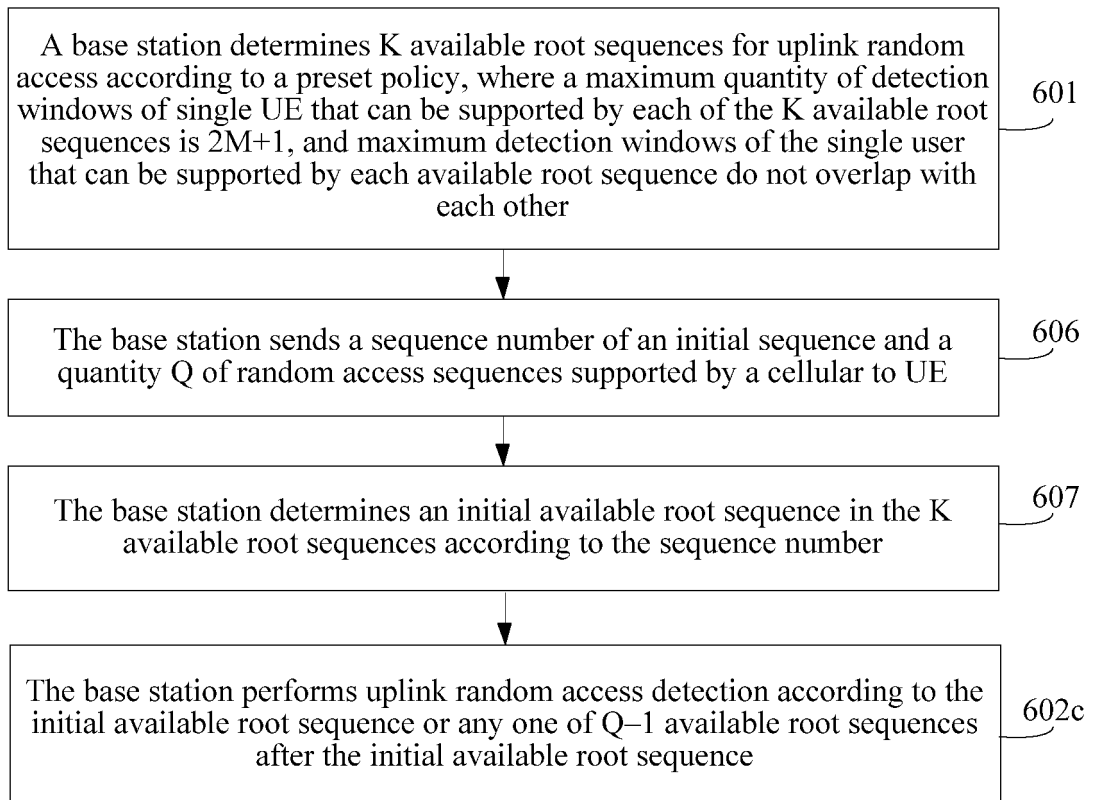 A base station determines K available root sequences for uplink random
access according to a preset policy, where a maximum quantity of detection
windows of single UE that can be supported by each of the K available root
sequences is 2M+1, and maximum detection windows of the single user
that can be supported by each available root sequence do not overlap with
each other
601
The base station sends a sequence number of an initial sequence and a
quantity Q of random access sequences supported by a cellular to UE
606
The base station determines an initial available root sequence in the K
available root sequences according to the sequence number
607
The base station performs uplink random access detection according to the
initial available root sequence or any one of Q–1 available root sequences
after the initial available root sequence
602c